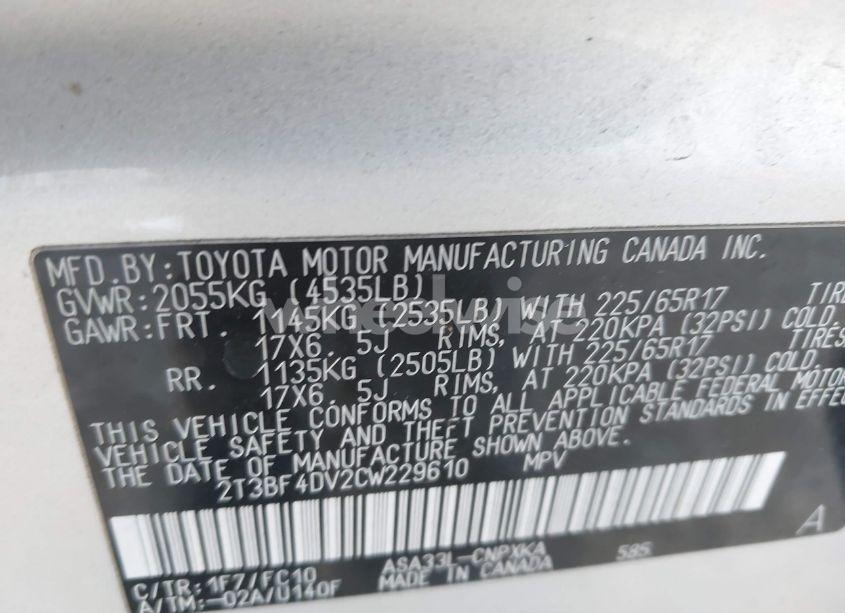 MFD.BY:TOYOTA MOTOR MANUFACTURING CANADA INC.
GVWR:2055KG (4535LB)
GAWR:FRT. 1145KG (2535LB) WITH 225/65R17 TIRE
17X6.5J RIMS, AT 220KPA (32PSI) COLD
RR. 1135KG (2505LB) WITH 225/65R17 TIRES
17X6.5J RIMS, AT 220KPA (32PSI) COLD.
THIS VEHICLE CONFORMS TO ALL APPLICABLE FEDERAL MOTOR
VEHICLE SAFETY AND THEFT PREVENTION STANDARDS IN EFFE
THE DATE OF MANUFACTURE SHOWN ABOVE.
2T3BF4DV2CW229610 MPV
A
ASA33L-CNPXKA 585
C/TR:1F7/FC10 MADE IN CANADA
A/TM:-02A/U140F